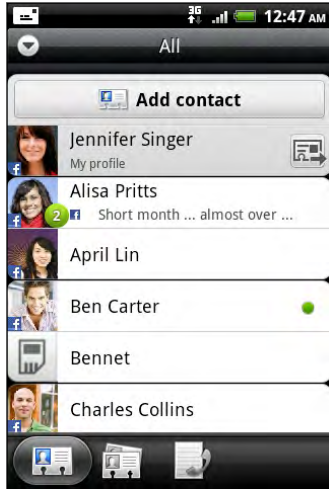 3G
12:47 AM
All
Add contact
Jennifer Singer
My profile
Alisa Pritts
2
Short month ... almost over ...
April Lin
Ben Carter
Bennet
Charles Collins